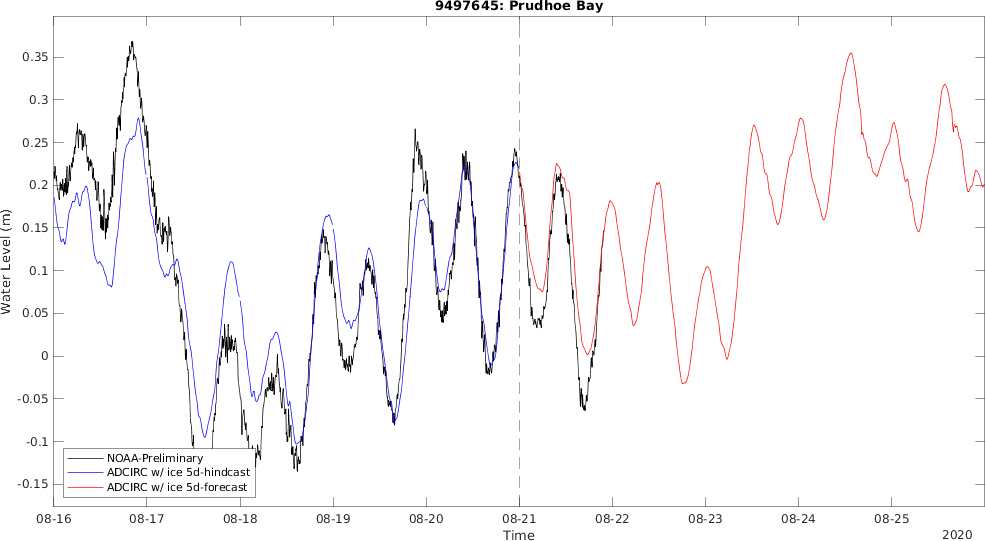 9497645: Prudhoe Bay
Water Level (m)
0.35
0.3
0.25
0.2
0.15
0.1
0.05
0
-0.05
-0.1
-0.15
NOAA-Preliminary
ADCIRC w/ ice 5d-hindcast
ADCIRC w/ ice 5d-forecast
08-16 08-17 08-18 08-19 08-20 08-21 08-22 08-23 08-24 08-25
Time
2020